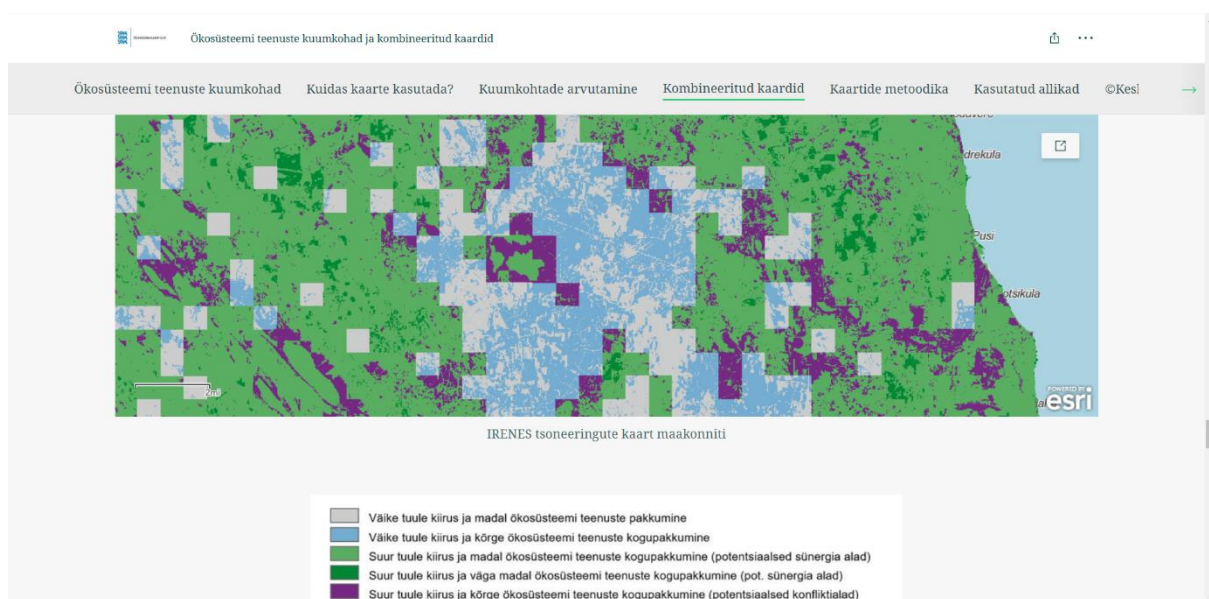 Ökosüsteemi teenuste kuumkohad ja kombineeritud kaardid
Ökosüsteemi teenuste kuumkohad Kuidas kaarte kasutada? Kuumkohtade arvutamine Kombineeritud kaardid Kaartide metoodika Kasutatud allikad ©Kes
drekula
Pusi
otsikula
2mi
POWERED BY
esri
IRENES tsoneeringute kaart maakonniti
Väike tuule kiirus ja madal ökosüsteemi teenuste pakkumine
Väike tuule kiirus ja kõrge ökosüsteemi teenuste kogupakkumine
Suur tuule kiirus ja madal ökosüsteemi teenuste kogupakkumine (potentsiaalsed sünergia alad)
Suur tuule kiirus ja väga madal ökosüsteemi teenuste kogupakkumine (pot. sünergia alad)
Suur tuule kiirus ja kõrge ökosüsteemi teenuste kogupakkumine (potentsiaalsed konfliktialad)